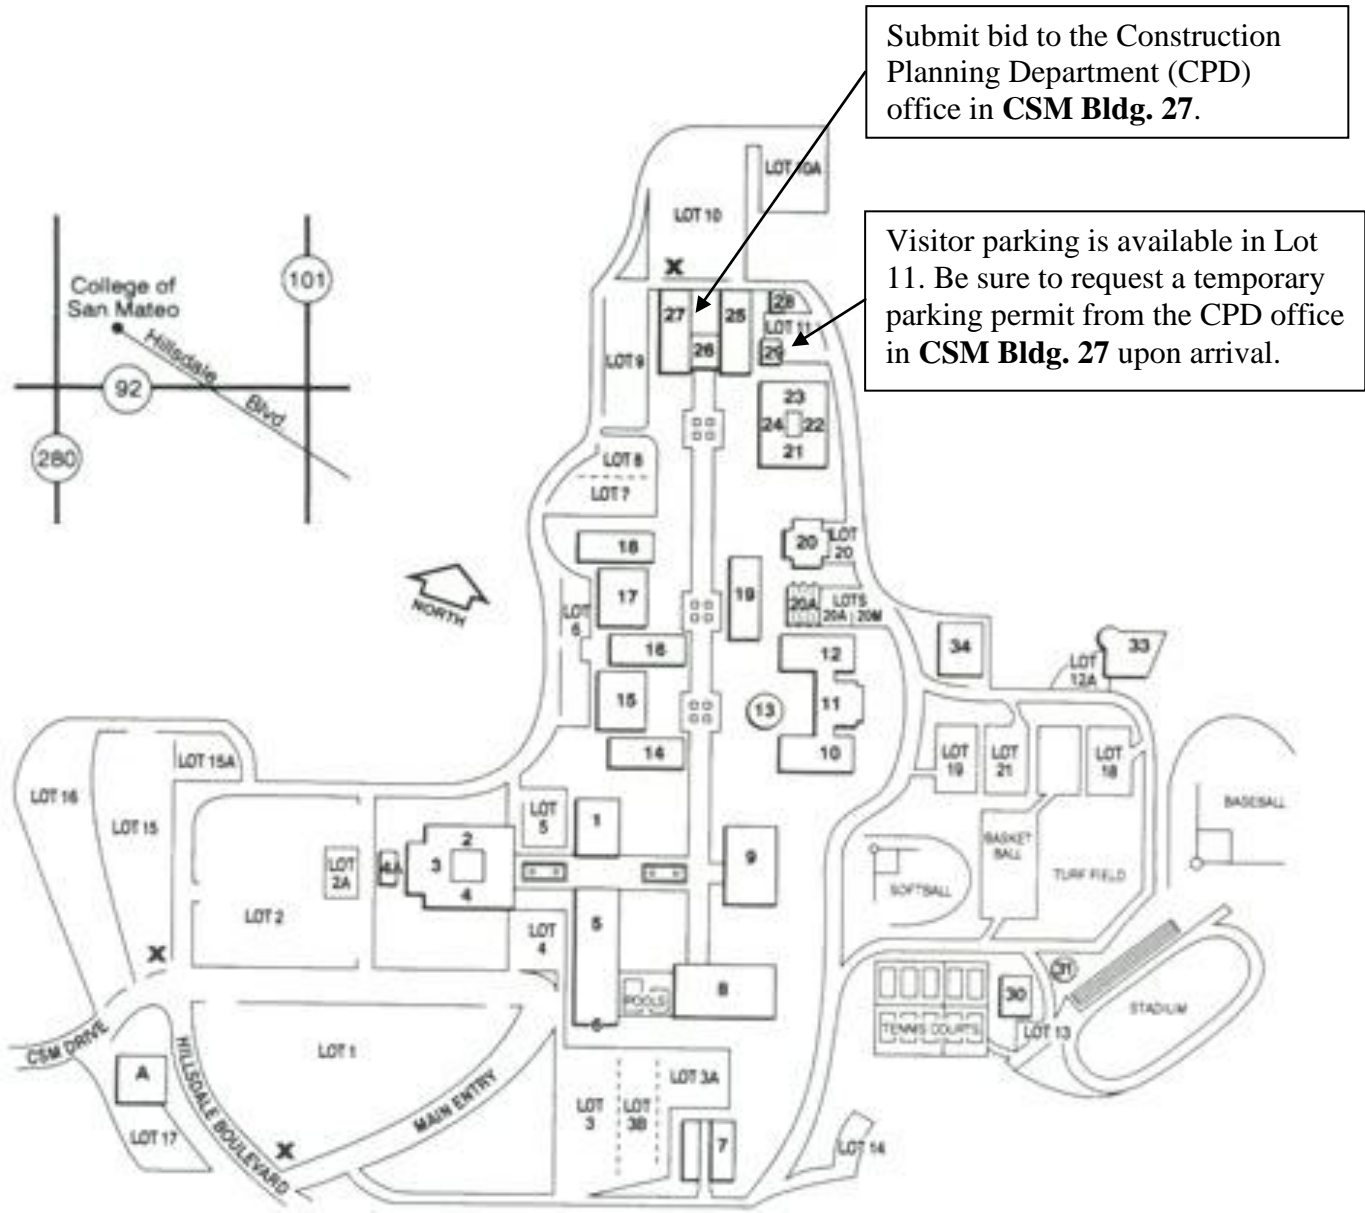 Submit bid to the Construction
Planning Department (CPD)
office in CSM Bldg. 27.
LOT 10A
LOT 10
Visitor parking is available in Lot
11. Be sure to request a temporary
parking permit from the CPD office
in CSM Bldg. 27 upon arrival.
College of
San Mateo
101
Hillsdale
Blvd.
92
280
X
27
25
28
LOT 11
26
29
LOT 9
23
24
22
21
LOT 8
LOT 7
18
20
LOT
20
NORTH
17
19
20A
LOTS
20A
20M
LOT
6
16
12
34
33
LOT
12A
15
13
11
14
10
LOT
19
LOT
21
LOT
18
LOT 15A
LOT 16
LOT 15
LOT
5
1
BASEBALL
2
3
4
4A
LOT
2A
9
BASKET
BALL
TURF FIELD
SOFTBALL
LOT 2
5
LOT
4
X
8
POOLS
6
31
30
STADIUM
TENNIS COURTS
LOT 13
CSM DRIVE
A
HILLSDALE BOULEVARD
LOT 1
MAIN ENTRY
LOT 3A
LOT
3
LOT
3B
LOT 17
X
7
LOT 14